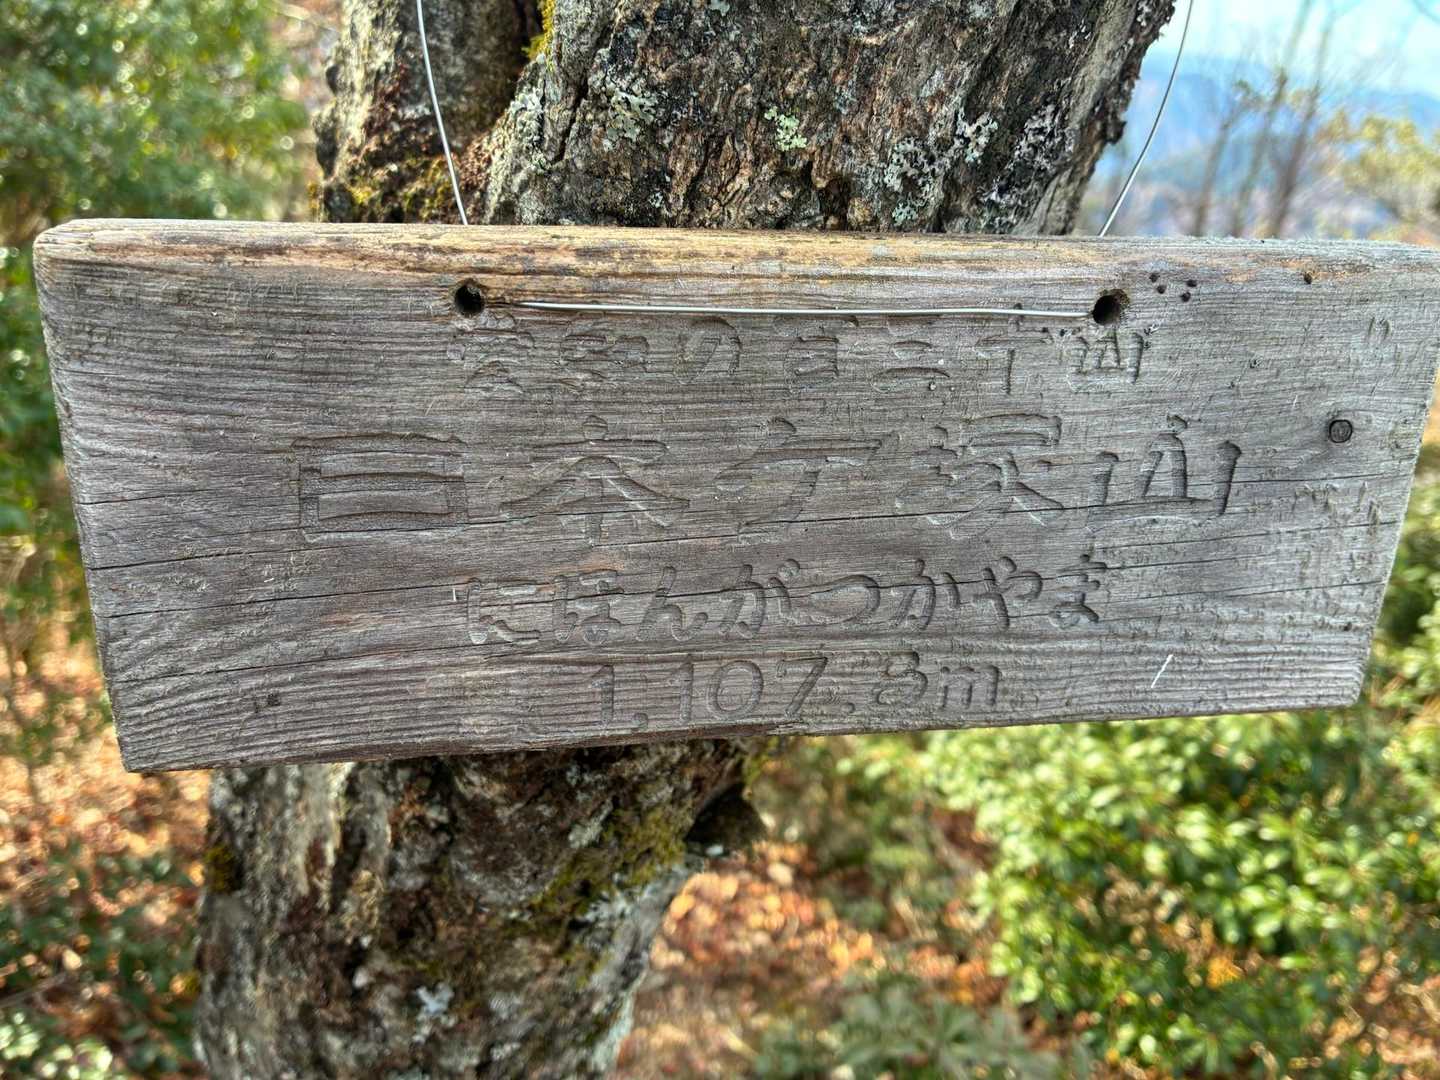 愛知の百三十山
日本ヶ塚山
にほんがつかやま
1,107.3m